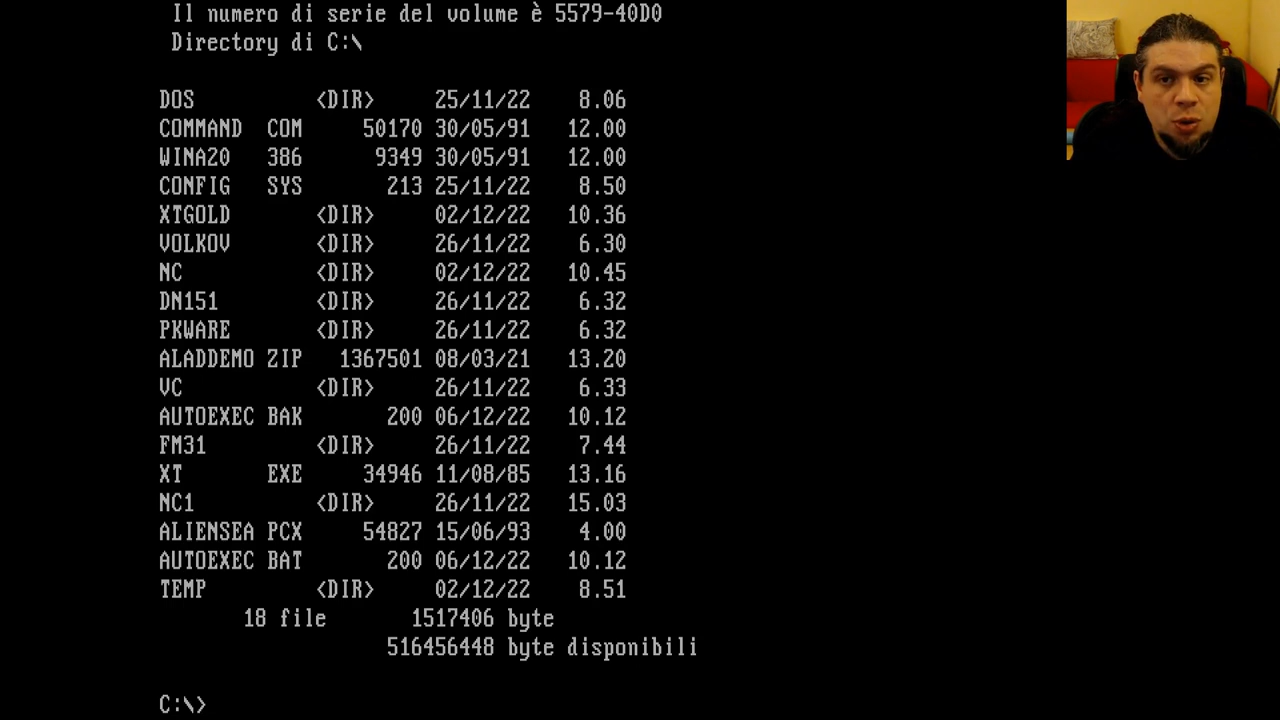 Il numero di serie del volume è 5579-40D0
Directory di C:\
DOS <DIR> 25/11/22 8.06
COMMAND COM 50170 30/05/91 12.00
WINA20 386 9349 30/05/91 12.00
CONFIG SYS 213 25/11/22 8.50
XTGOLD <DIR> 02/12/22 10.36
VOLKOV <DIR> 26/11/22 6.30
NC <DIR> 02/12/22 10.45
DN151 <DIR> 26/11/22 6.32
PKWARE <DIR> 26/11/22 6.32
ALADDEMO ZIP 1367501 08/03/21 13.20
VC <DIR> 26/11/22 6.33
AUTOEXEC BAK 200 06/12/22 10.12
FM31 <DIR> 26/11/22 7.44
XT EXE 34946 11/08/85 13.16
NC1 <DIR> 26/11/22 15.03
ALIENSEA PCX 54827 15/06/93 4.00
AUTOEXEC BAT 200 06/12/22 10.12
TEMP <DIR> 02/12/22 8.51
18 file 1517406 byte
516456448 byte disponibili
C:\>